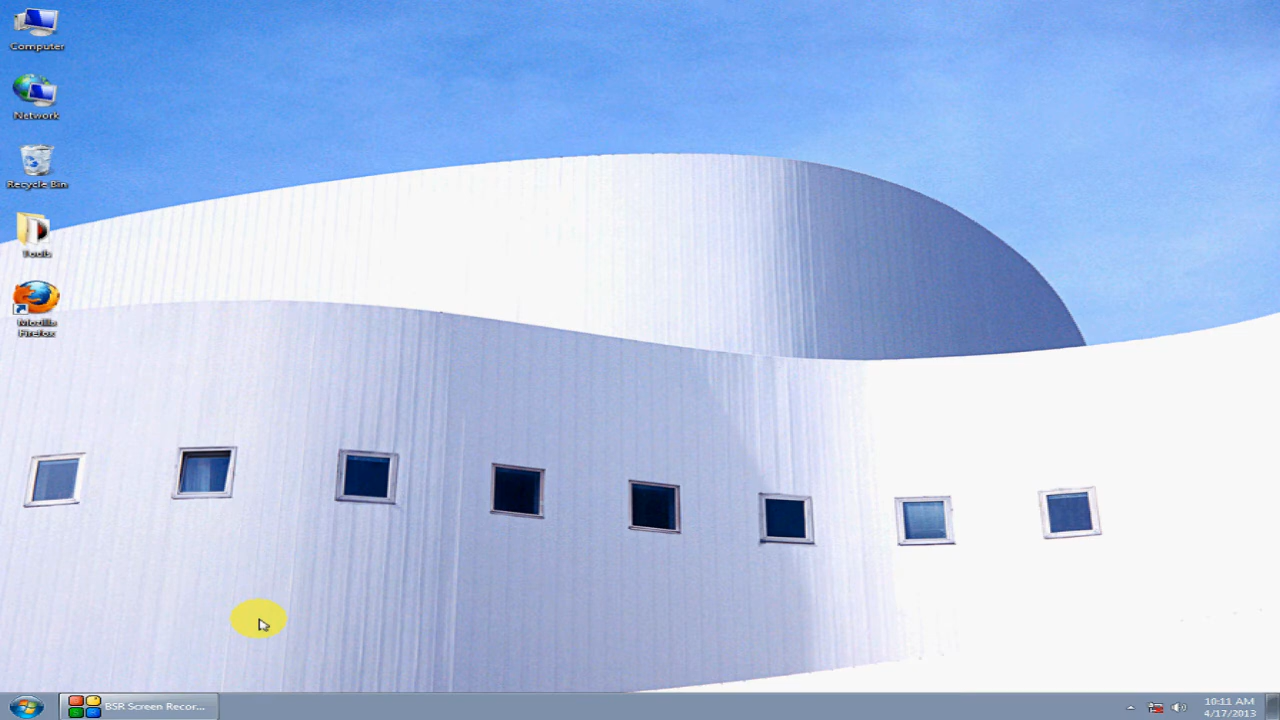 Computer
Network
Recycle Bin
Tools
Mozilla
Firefox
BSR Screen Recor...
10:11 AM
4/17/2013